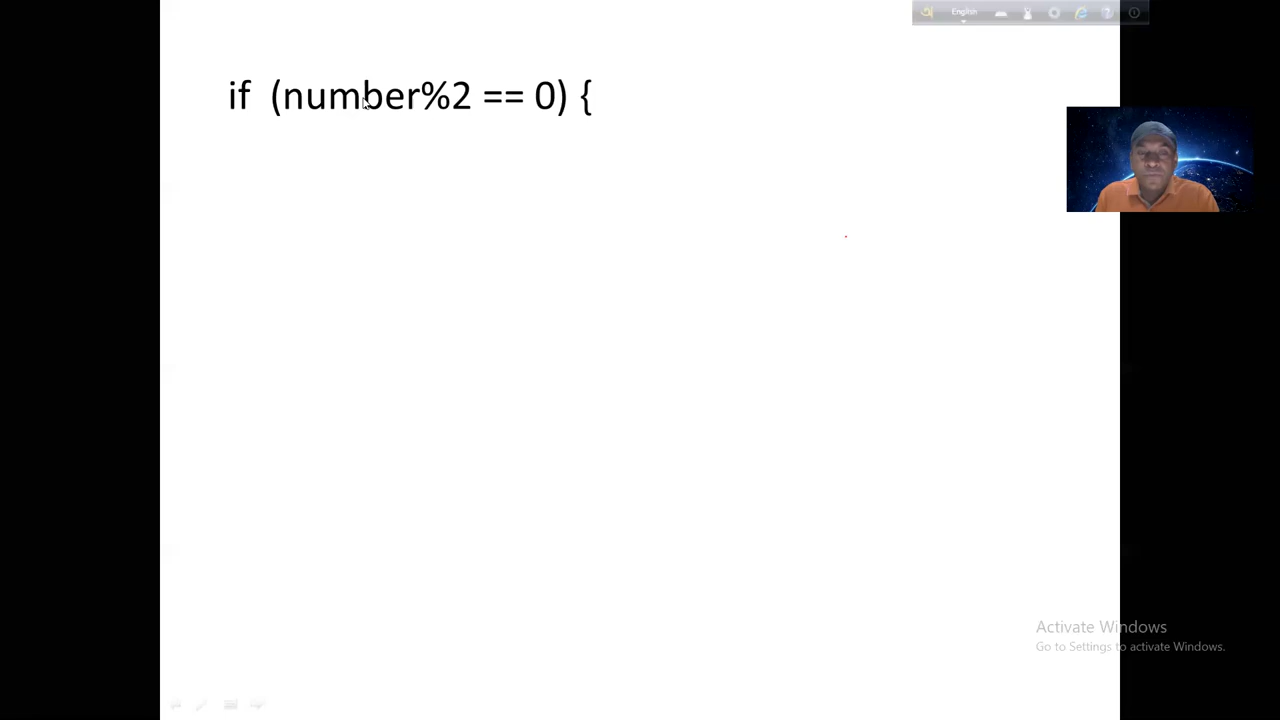 English
if  (number%2 == 0) {
Activate Windows
Go to Settings to activate Windows.